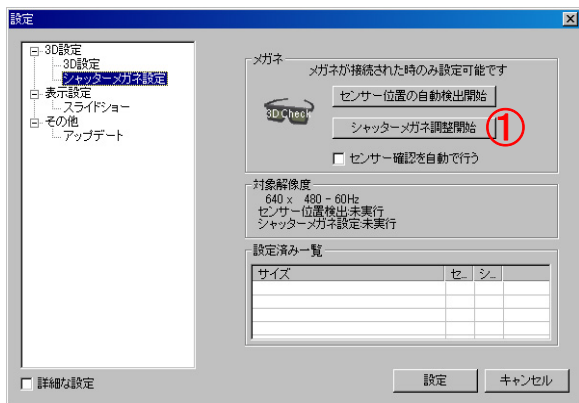 設定
3D設定
3D設定
シャッターメガネ設定
表示設定
スライドショー
その他
アップデート
詳細な設定
メガネ
メガネが接続された時のみ設定可能です
3D Check
センサー位置の自動検出開始
シャッターメガネ調整開始
①
センサー確認を自動で行う
対象解像度
640 x 480 - 60Hz
センサー位置検出:未実行
シャッターメガネ設定:未実行
設定済み一覧
サイズ セ... シ...
設定 キャンセル